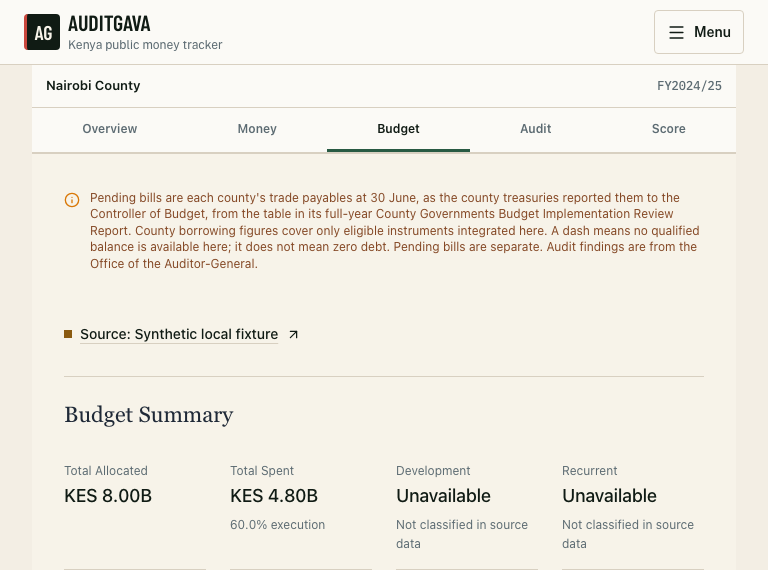 AG
AUDITGAVA
Kenya public money tracker
Menu
Nairobi County
FY2024/25
Overview
Money
Budget
Audit
Score
Pending bills are each county's trade payables at 30 June, as the county treasuries reported them to the
Controller of Budget, from the table in its full-year County Governments Budget Implementation Review
Report. County borrowing figures cover only eligible instruments integrated here. A dash means no qualified
balance is available here; it does not mean zero debt. Pending bills are separate. Audit findings are from the
Office of the Auditor-General.
Source: Synthetic local fixture
Budget Summary
Total Allocated
KES 8.00B
Total Spent
KES 4.80B
60.0% execution
Development
Unavailable
Not classified in source
data
Recurrent
Unavailable
Not classified in source
data